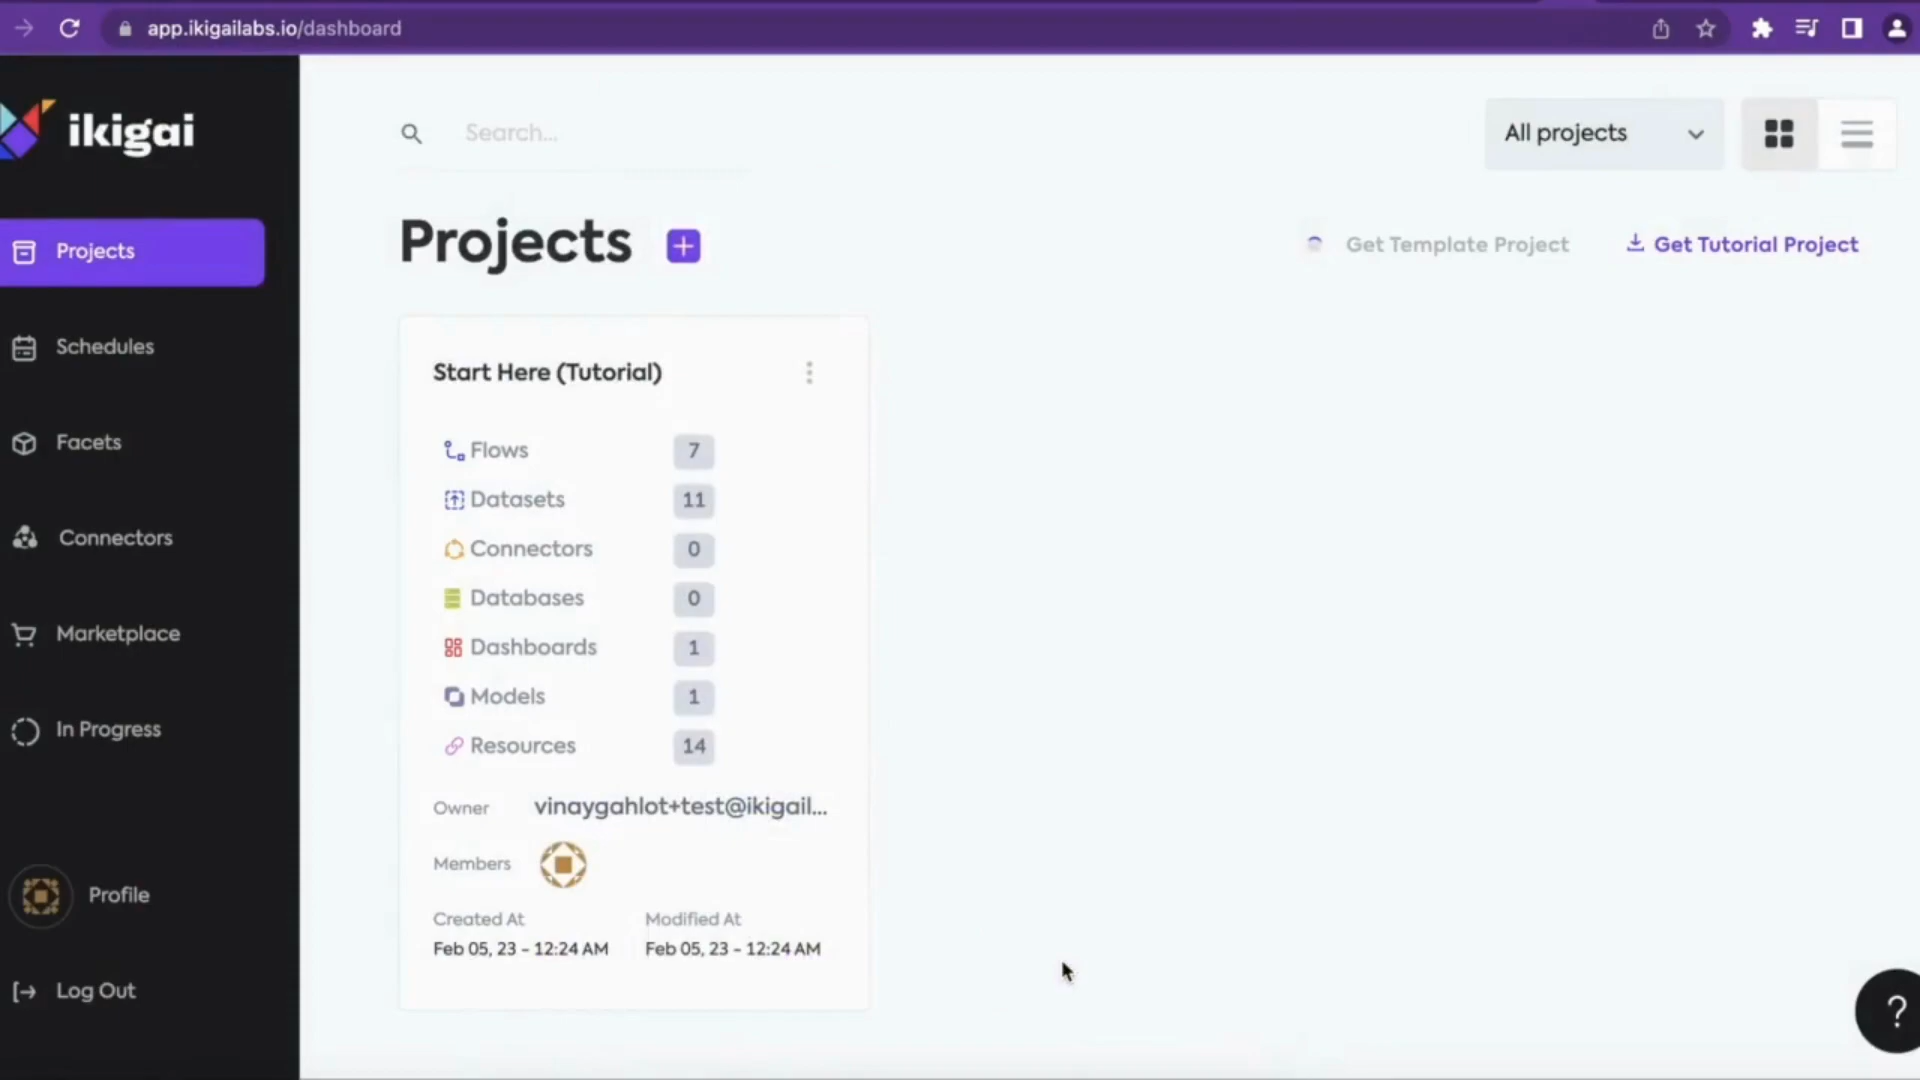 app.ikigailabs.io/dashboard
ikigai
Search...
All projects
Projects
Get Template Project
Get Tutorial Project
Projects
Schedules
Facets
Connectors
Marketplace
In Progress
Profile
Log Out
Start Here (Tutorial)
Flows 7
Datasets 11
Connectors 0
Databases 0
Dashboards 1
Models 1
Resources 14
Owner vinaygahlot+test@ikigail...
Members
Created At Modified At
Feb 05, 23 - 12:24 AM Feb 05, 23 - 12:24 AM
?